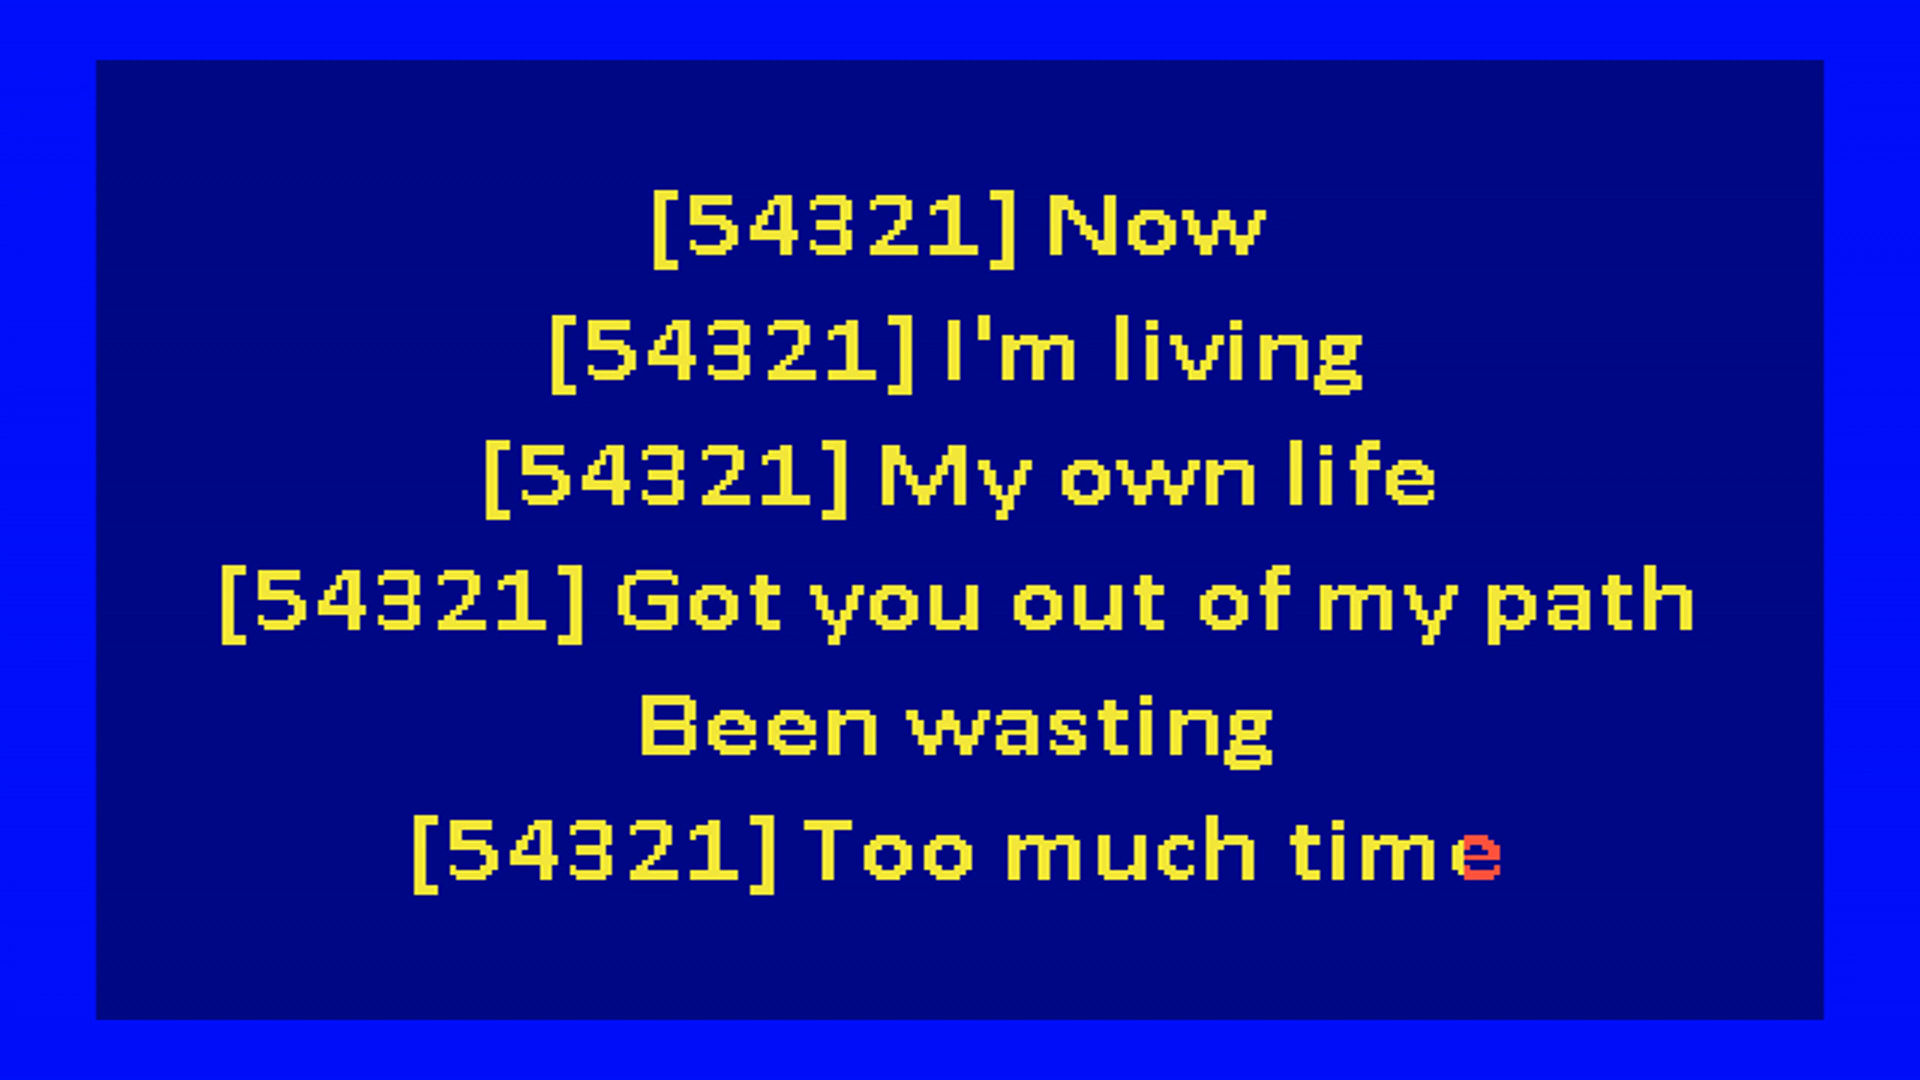 [54321] Now
[54321] I'm living
[54321] My own life
[54321] Got you out of my path
Been wasting
[54321] Too much time